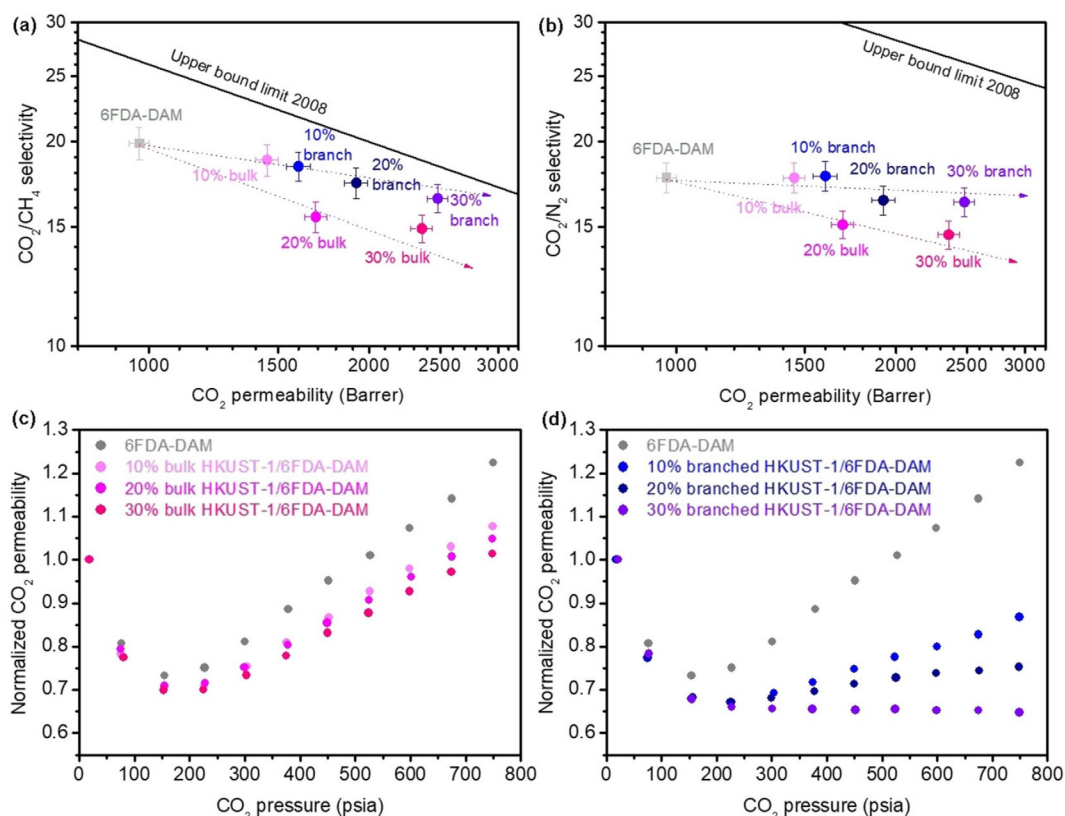 (a)
30
25
20
15
10
CO₂/CH₄ selectivity
Upper bound limit 2008
6FDA-DAM
10% branch
20% branch
30% branch
10% bulk
20% bulk
30% bulk
1000 1500 2000 2500 3000
CO₂ permeability (Barrer)
(b)
30
25
20
15
10
CO₂/N₂ selectivity
Upper bound limit 2008
6FDA-DAM
10% branch
20% branch
30% branch
10% bulk
20% bulk
30% bulk
1000 1500 2000 2500 3000
CO₂ permeability (Barrer)
(c)
1.3
1.2
1.1
1.0
0.9
0.8
0.7
0.6
Normalized CO₂ permeability
6FDA-DAM
10% bulk HKUST-1/6FDA-DAM
20% bulk HKUST-1/6FDA-DAM
30% bulk HKUST-1/6FDA-DAM
0 100 200 300 400 500 600 700 800
CO₂ pressure (psia)
(d)
1.3
1.2
1.1
1.0
0.9
0.8
0.7
0.6
Normalized CO₂ permeability
6FDA-DAM
10% branched HKUST-1/6FDA-DAM
20% branched HKUST-1/6FDA-DAM
30% branched HKUST-1/6FDA-DAM
0 100 200 300 400 500 600 700 800
CO₂ pressure (psia)